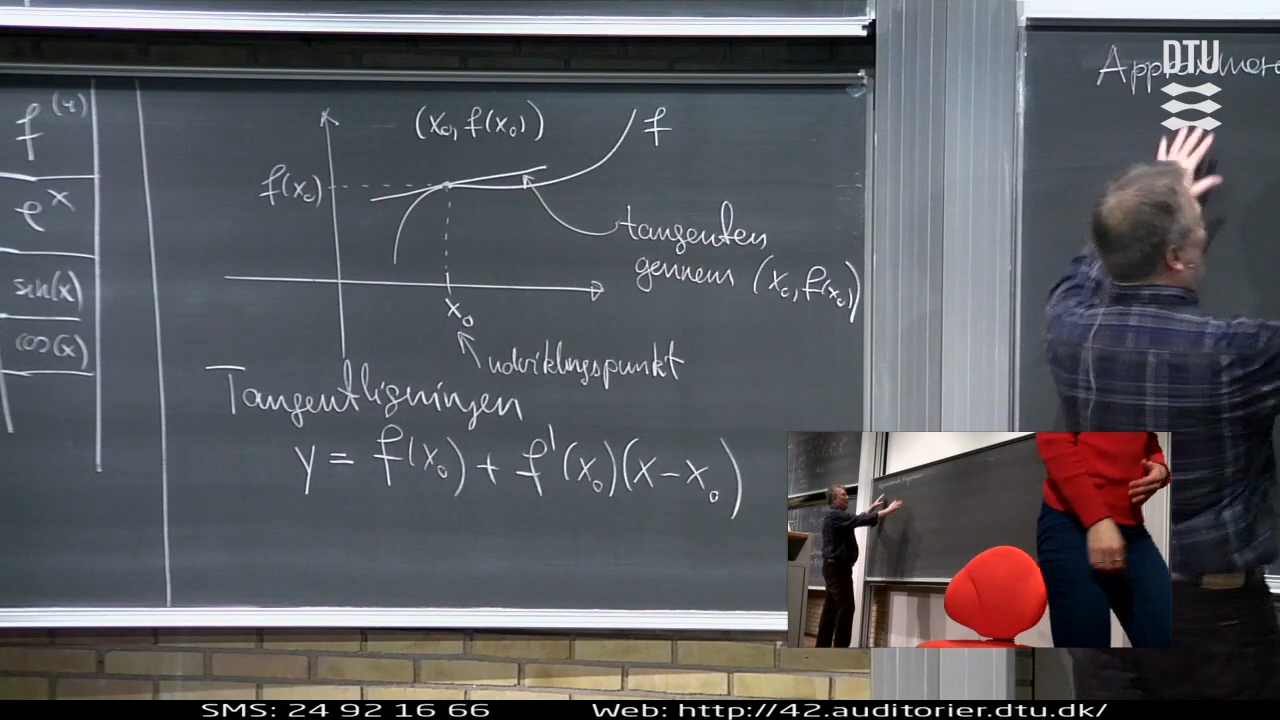 f⁽⁴⁾
eˣ
sin(x)
cos(x)
(x₀, f(x₀))
f
f(x₀)
tangenten
gennem (x₀, f(x₀))
x₀
udviklingspunkt
Tangentligningen
y = f(x₀) + f'(x₀)(x-x₀)
DTU
SMS: 24 92 16 66 Web: http://42.auditorier.dtu.dk/